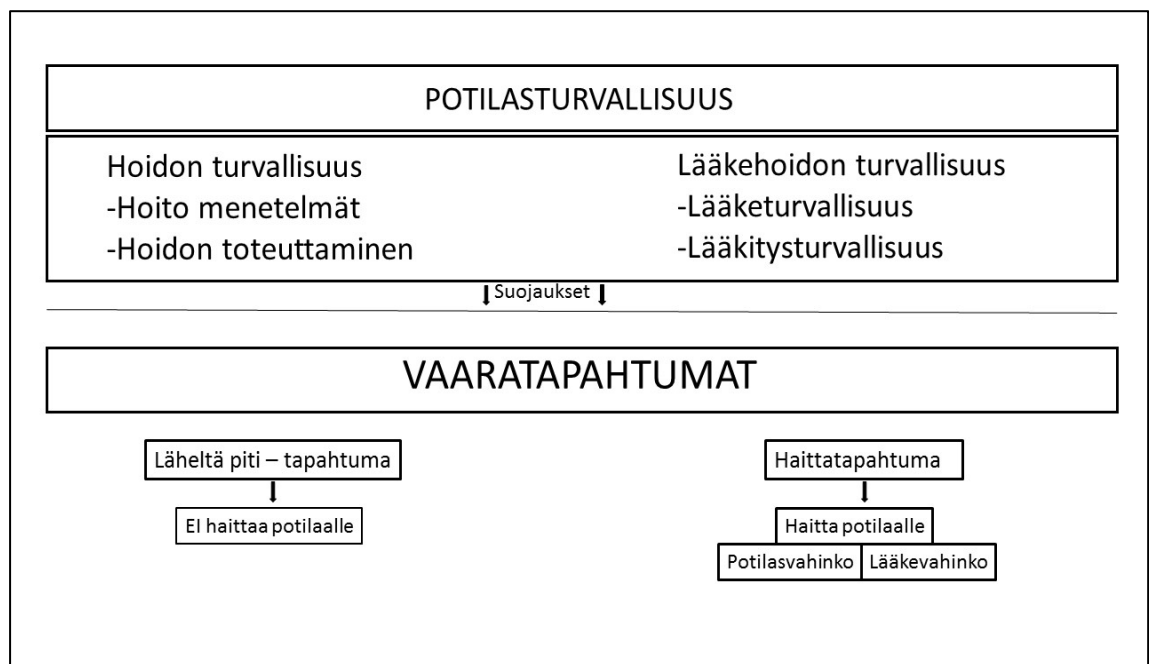 POTILASTURVALLISUUS
Hoidon turvallisuus
-Hoito menetelmät
-Hoidon toteuttaminen
Lääkehoidon turvallisuus
-Lääketurvallisuus
-Lääkitysturvallisuus
Suojaukset
VAARATAPAHTUMAT
Läheltä piti – tapahtuma
EI haittaa potilaalle
Haittatapahtuma
Haitta potilaalle
Potilasvahinko
Lääkevahinko